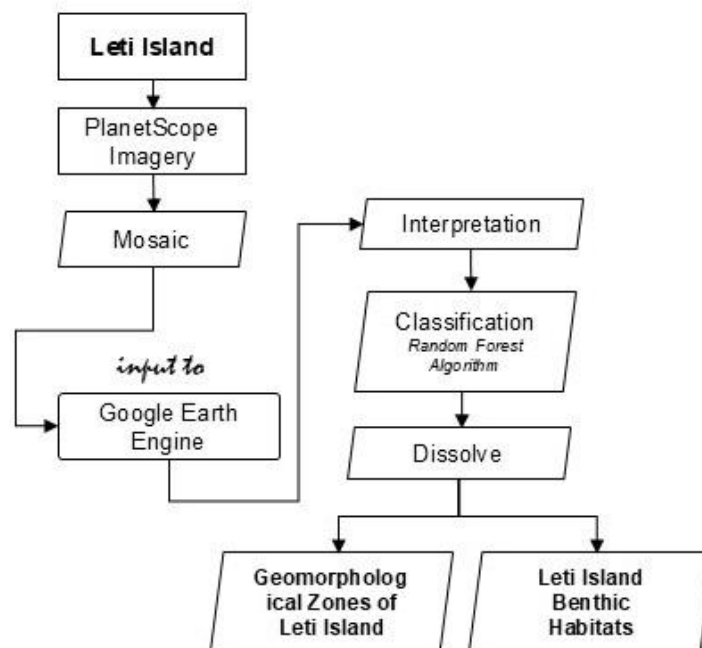 Leti Island
PlanetScope
Imagery
Mosaic
input to
Google Earth
Engine
Interpretation
Classification
Random Forest
Algorithm
Dissolve
Geomorpholog
ical Zones of
Leti Island
Leti Island
Benthic
Habitats